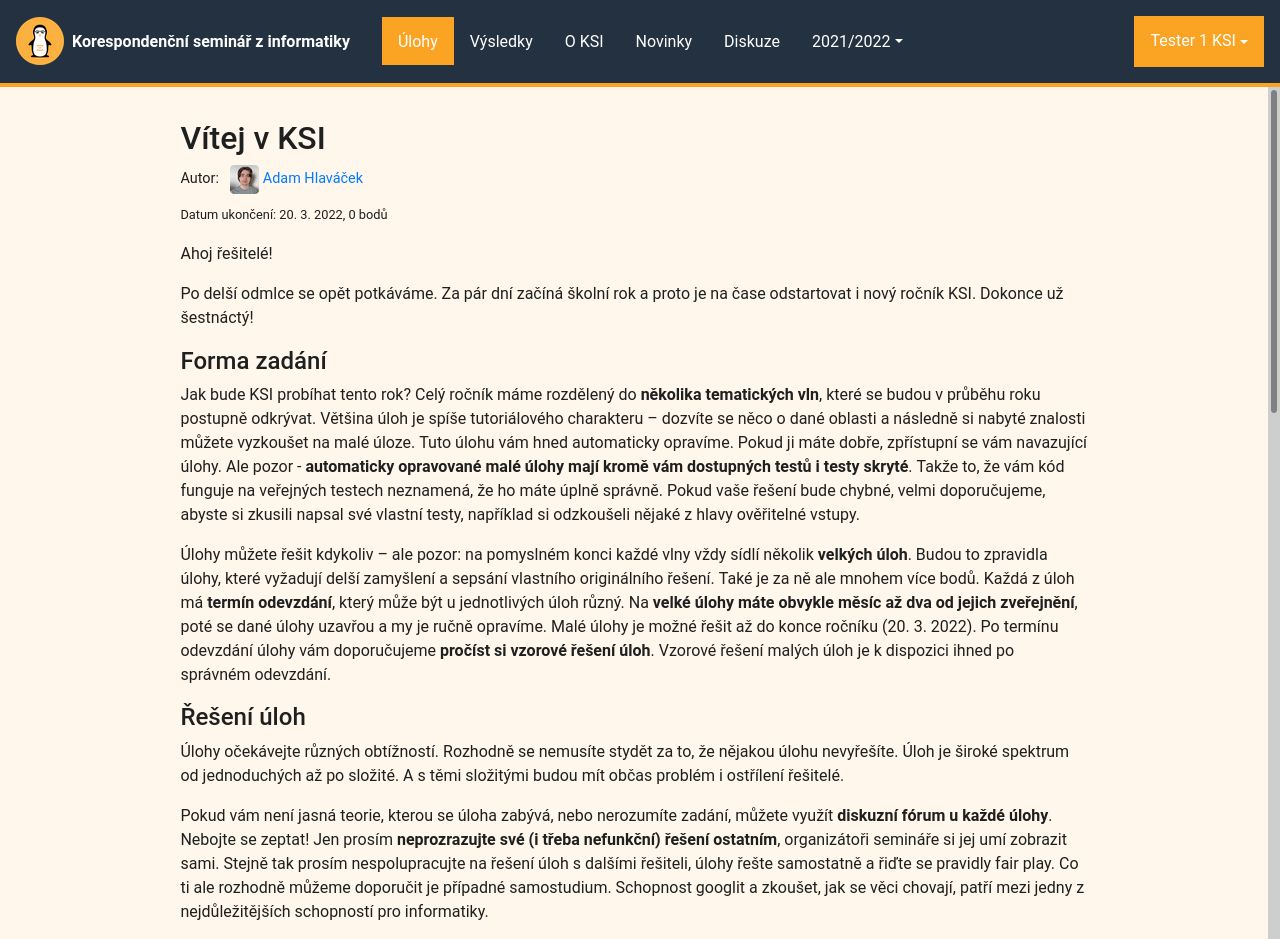 Korespondenční seminář z informatiky
Úlohy
Výsledky
O KSI
Novinky
Diskuze
2021/2022
Tester 1 KSI
Vítej v KSI
Autor: Adam Hlaváček
Datum ukončení: 20. 3. 2022, 0 bodů
Ahoj řešitelé!
Po delší odmlce se opět potkáváme. Za pár dní začíná školní rok a proto je na čase odstartovat i nový ročník KSI. Dokonce už
šestnáctý!
Forma zadání
Jak bude KSI probíhat tento rok? Celý ročník máme rozdělený do několika tematických vln, které se budou v průběhu roku
postupně odkrývat. Většina úloh je spíše tutoriálového charakteru – dozvíte se něco o dané oblasti a následně si nabyté znalosti
můžete vyzkoušet na malé úloze. Tuto úlohu vám hned automaticky opravíme. Pokud ji máte dobře, zpřístupní se vám navazující
úlohy. Ale pozor - automaticky opravované malé úlohy mají kromě vám dostupných testů i testy skryté. Takže to, že vám kód
funguje na veřejných testech neznamená, že ho máte úplně správně. Pokud vaše řešení bude chybné, velmi doporučujeme,
abyste si zkusili napsal své vlastní testy, například si odzkoušeli nějaké z hlavy ověřitelné vstupy.
Úlohy můžete řešit kdykoliv – ale pozor: na pomyslném konci každé vlny vždy sídlí několik velkých úloh. Budou to zpravidla
úlohy, které vyžadují delší zamyšlení a sepsání vlastního originálního řešení. Také je za ně ale mnohem více bodů. Každá z úloh
má termín odevzdání, který může být u jednotlivých úloh různý. Na velké úlohy máte obvykle měsíc až dva od jejich zveřejnění,
poté se dané úlohy uzavřou a my je ručně opravíme. Malé úlohy je možné řešit až do konce ročníku (20. 3. 2022). Po termínu
odevzdání úlohy vám doporučujeme pročíst si vzorové řešení úloh. Vzorové řešení malých úloh je k dispozici ihned po
správném odevzdání.
Řešení úloh
Úlohy očekávejte různých obtížností. Rozhodně se nemusíte stydět za to, že nějakou úlohu nevyřešíte. Úloh je široké spektrum
od jednoduchých až po složité. A s těmi složitými budou mít občas problém i ostřílení řešitelé.
Pokud vám není jasná teorie, kterou se úloha zabývá, nebo nerozumíte zadání, můžete využít diskuzní fórum u každé úlohy.
Nebojte se zeptat! Jen prosím neprozrazujte své (i třeba nefunkční) řešení ostatním, organizátoři semináře si jej umí zobrazit
sami. Stejně tak prosím nespolupracujte na řešení úloh s dalšími řešiteli, úlohy řešte samostatně a řiďte se pravidly fair play. Co
ti ale rozhodně můžeme doporučit je případné samostudium. Schopnost googlit a zkoušet, jak se věci chovají, patří mezi jedny z
nejdůležitějších schopností pro informatiky.